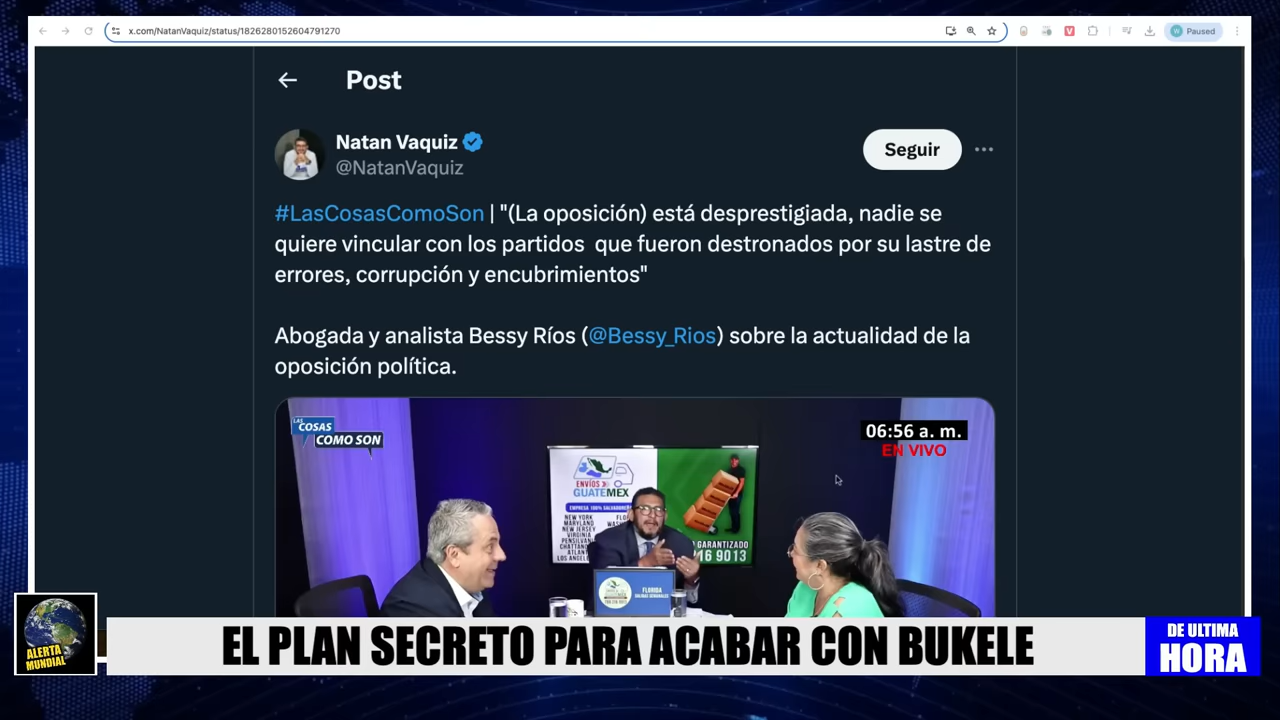 x.com/NatanVaquiz/status/1826280152604791270
Paused
Post
Natan Vaquiz
@NatanVaquiz
Seguir
#LasCosasComoSon | "(La oposición) está desprestigiada, nadie se
quiere vincular con los partidos que fueron destronados por su lastre de
errores, corrupción y encubrimientos"
Abogada y analista Bessy Ríos (@Bessy_Rios) sobre la actualidad de la
oposición política.
LAS
COSAS
COMO SON
06:56 a. m.
EN VIVO
ENVÍOS
GUATEMEX
NEW YORK
MARYLAND
NEW JERSEY
VIRGINIA
GARANTIZADO
16 9013
FLORIDA
ALERTA
MUNDIAL
EL PLAN SECRETO PARA ACABAR CON BUKELE
DE ULTIMA
HORA